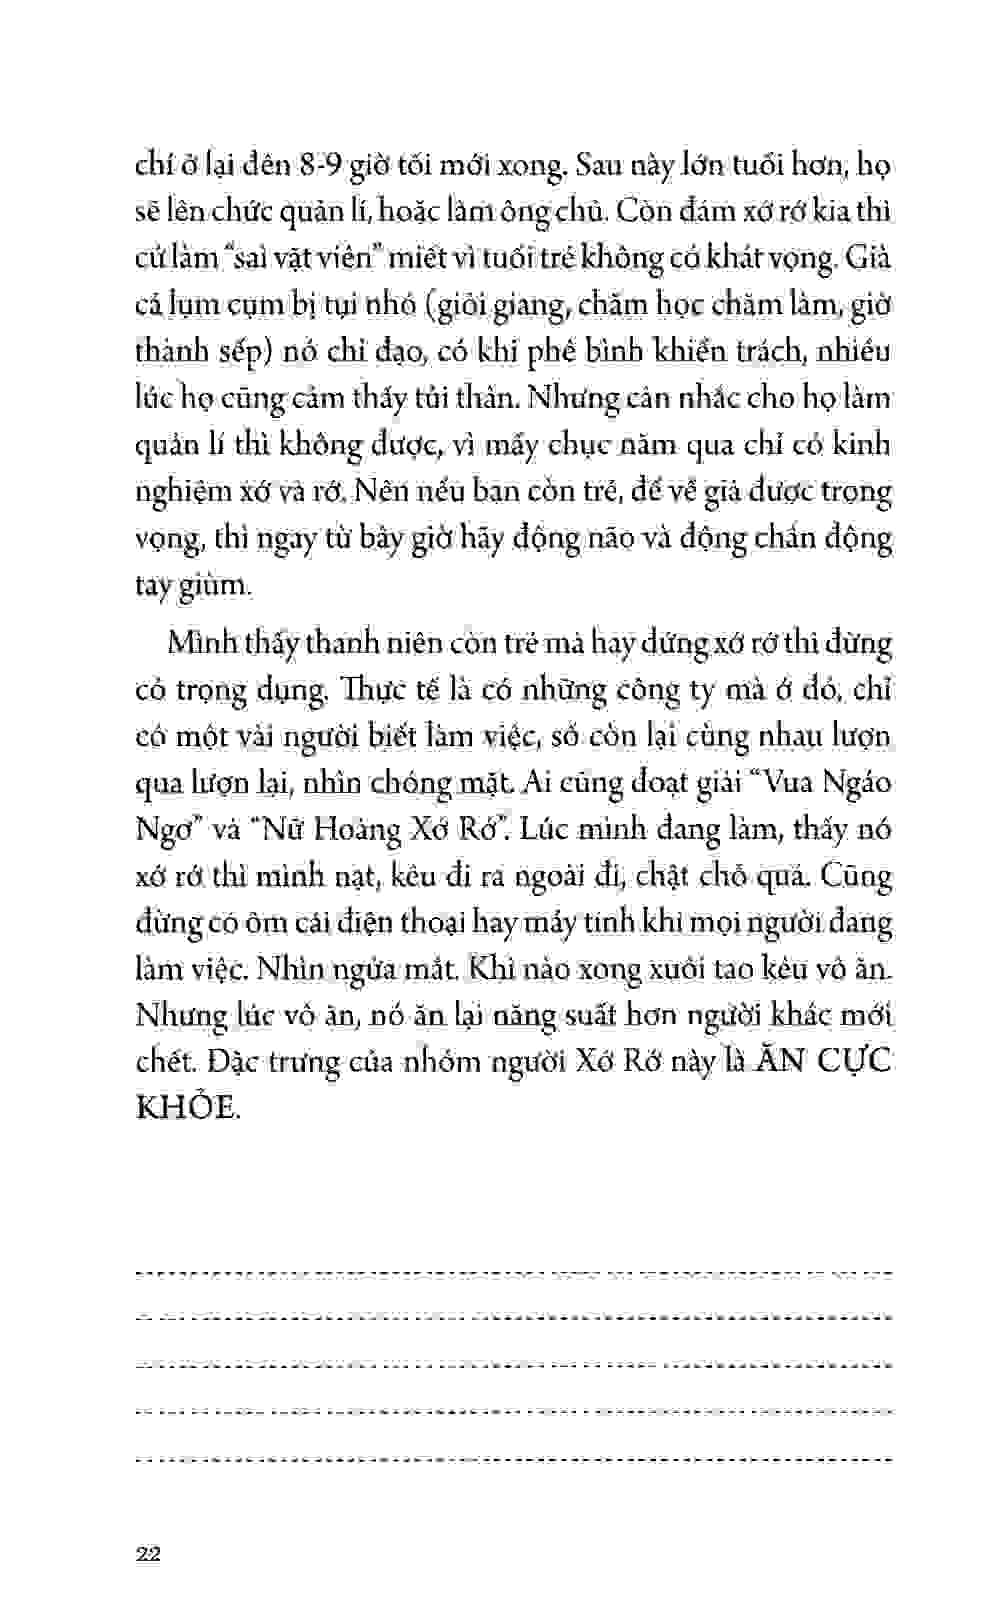 chí ở lại đến 8-9 giờ tối mới xong. Sau này lớn tuổi hơn, họ
sẽ lên chức quản lí, hoặc làm ông chủ. Còn đám xớ rớ kia thì
cứ làm “sai vặt viên” miết vì tuổi trẻ không có khát vọng. Già
cả lụm cụm bị tụi nhỏ (giỏi giang, chăm học chăm làm, giờ
thành sếp) nó chỉ đạo, có khi phê bình khiển trách, nhiều
lúc họ cũng cảm thấy tủi thân. Nhưng cân nhắc cho họ làm
quản lí thì không được, vì mấy chục năm qua chỉ có kinh
nghiệm xớ và rớ. Nên nếu bạn còn trẻ, để về già được trọng
vọng, thì ngay từ bây giờ hãy động não và động chân động
tay giùm.
Mình thấy thanh niên còn trẻ mà hay đứng xớ rớ thì đừng
có trọng dụng. Thực tế là có những công ty mà ở đó, chỉ
có một vài người biết làm việc, số còn lại cùng nhau lượn
qua lượn lại, nhìn chóng mặt. Ai cũng đoạt giải “Vua Ngáo
Ngơ” và “Nữ Hoàng Xớ Rớ”. Lúc mình đang làm, thấy nó
xớ rớ thì mình nạt, kêu đi ra ngoài đi, chật chỗ quá. Cũng
đừng có ôm cái điện thoại hay máy tính khi mọi người đang
làm việc. Nhìn ngứa mắt. Khi nào xong xuôi tao kêu vô ăn.
Nhưng lúc vô ăn, nó ăn lại năng suất hơn người khác mới
chết. Đặc trưng của nhóm người Xớ Rớ này là ĂN CỰC
KHỎE.
22